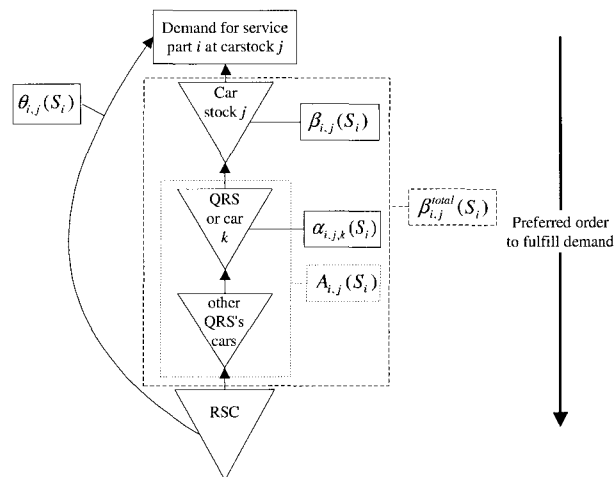 Demand for service
part i at carstock j
θ_{i,j}(S_i)
Car
stock j
β_{i,j}(S_i)
QRS
or car
k
α_{i,j,k}(S_i)
β_{i,j}^{total}(S_i)
A_{i,j}(S_i)
other
QRS's
cars
RSC
Preferred order
to fulfill demand